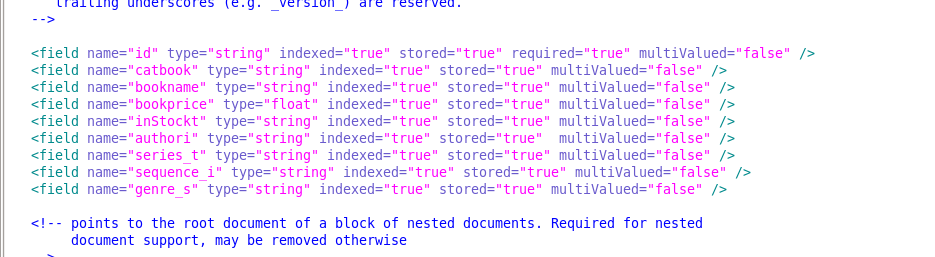 trailing underscores (e.g. _version_) are reserved.
-->
<field name="id" type="string" indexed="true" stored="true" required="true" multiValued="false" />
<field name="catbook" type="string" indexed="true" stored="true" multiValued="false" />
<field name="bookname" type="string" indexed="true" stored="true" multiValued="false" />
<field name="bookprice" type="float" indexed="true" stored="true" multiValued="false" />
<field name="inStockt" type="string" indexed="true" stored="true" multiValued="false" />
<field name="authori" type="string" indexed="true" stored="true"  multiValued="false" />
<field name="series_t" type="string" indexed="true" stored="true"  multiValued="false" />
<field name="sequence_i" type="string" indexed="true" stored="true" multiValued="false" />
<field name="genre_s" type="string" indexed="true" stored="true" multiValued="false" />
<!-- points to the root document of a block of nested documents. Required for nested
document support, may be removed otherwise